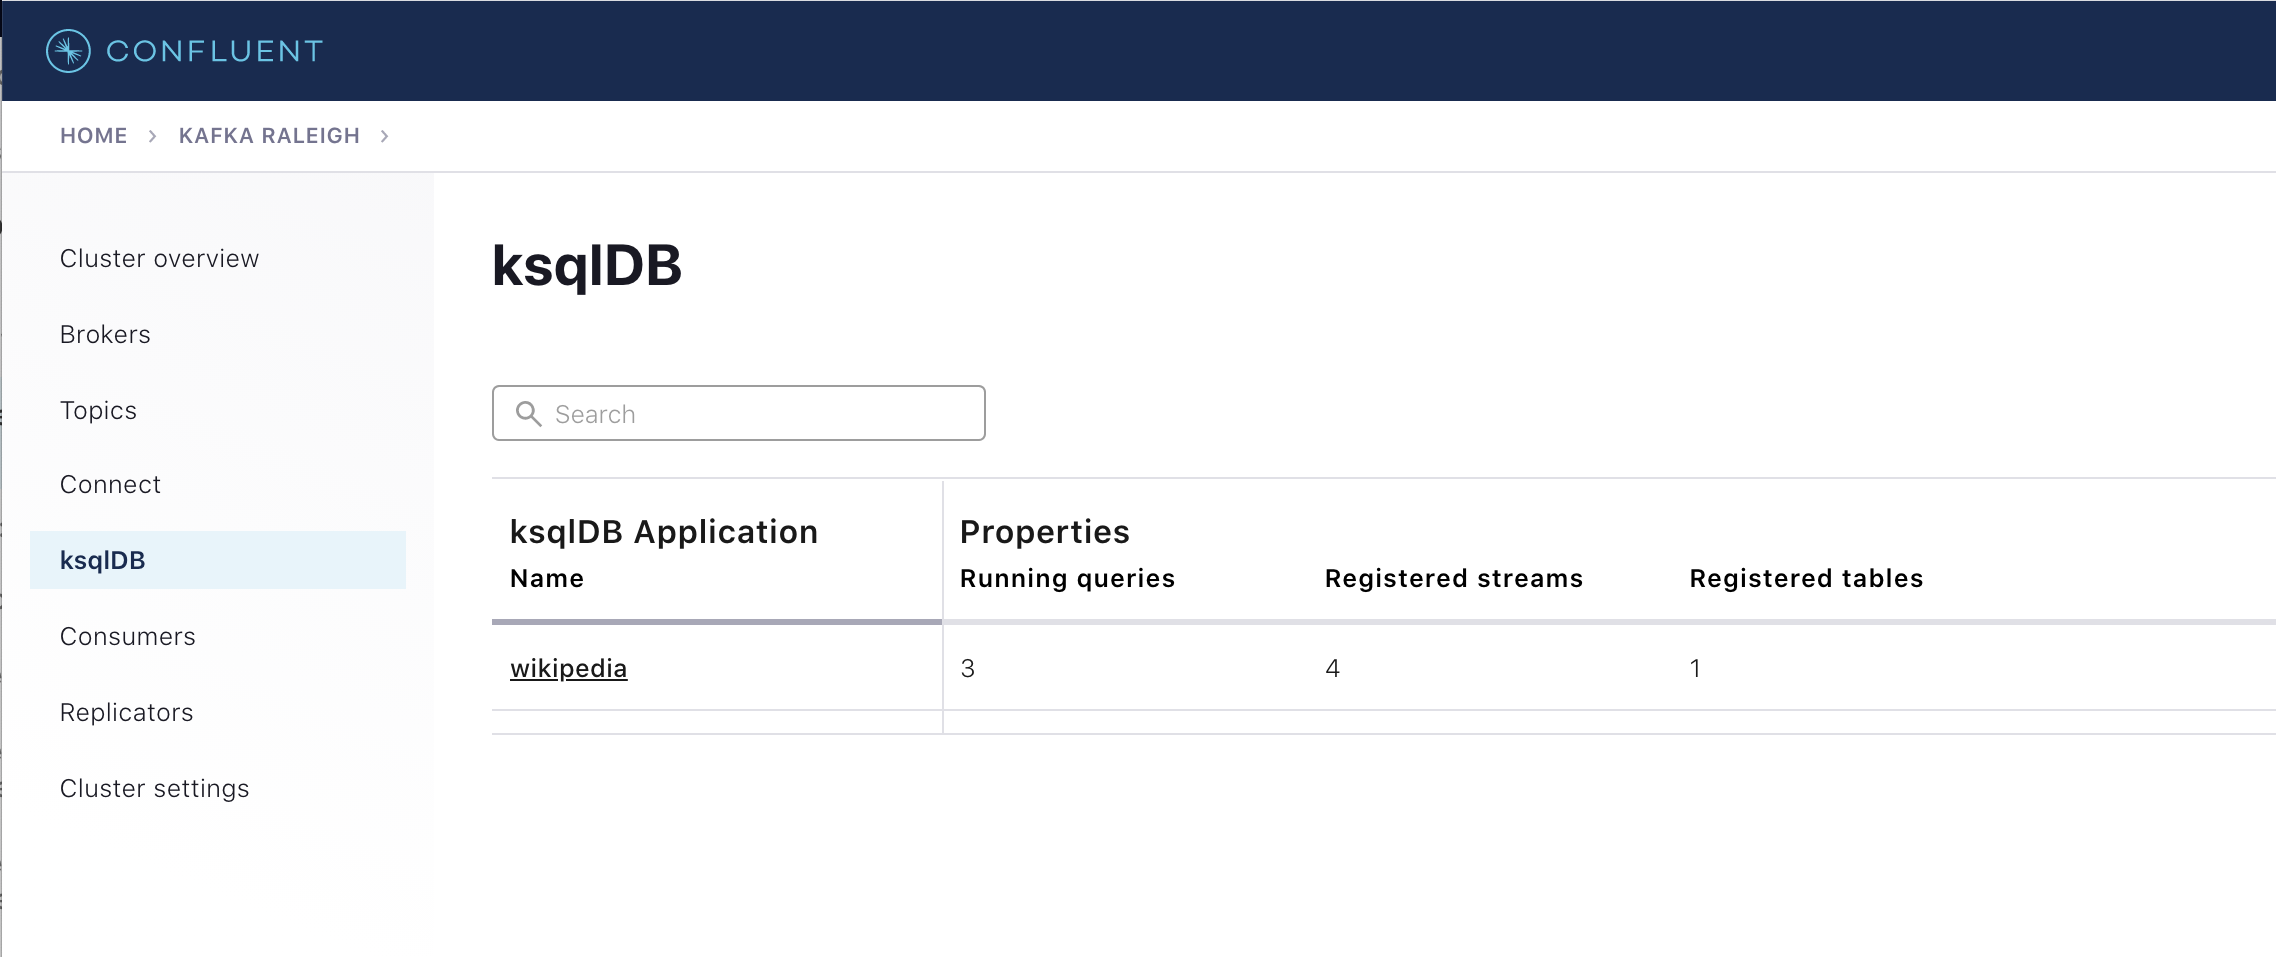 CONFLUENT
HOME > KAFKA RALEIGH >
Cluster overview
Brokers
Topics
Connect
ksqlDB
Consumers
Replicators
Cluster settings
ksqlDB
Search
ksqlDB Application Properties
Name Running queries Registered streams Registered tables
wikipedia 3 4 1